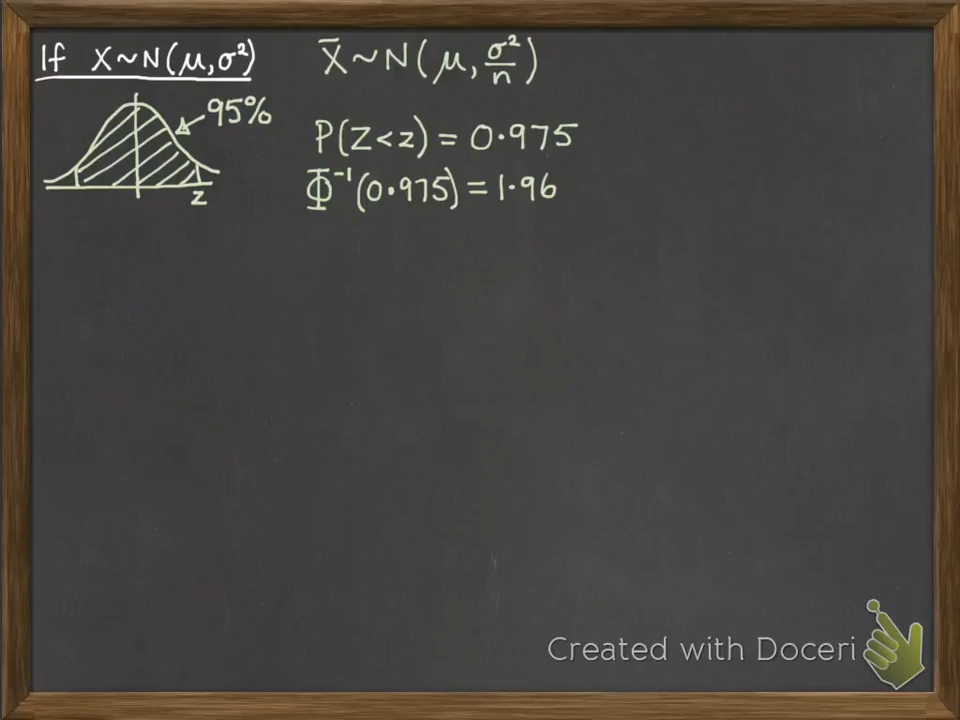 If X~N(μ,σ²)
X̄~N(μ,σ²/n)
95%
z
P(Z<z)=0·975
Φ⁻¹(0·975)=1·96
Created with Doceri